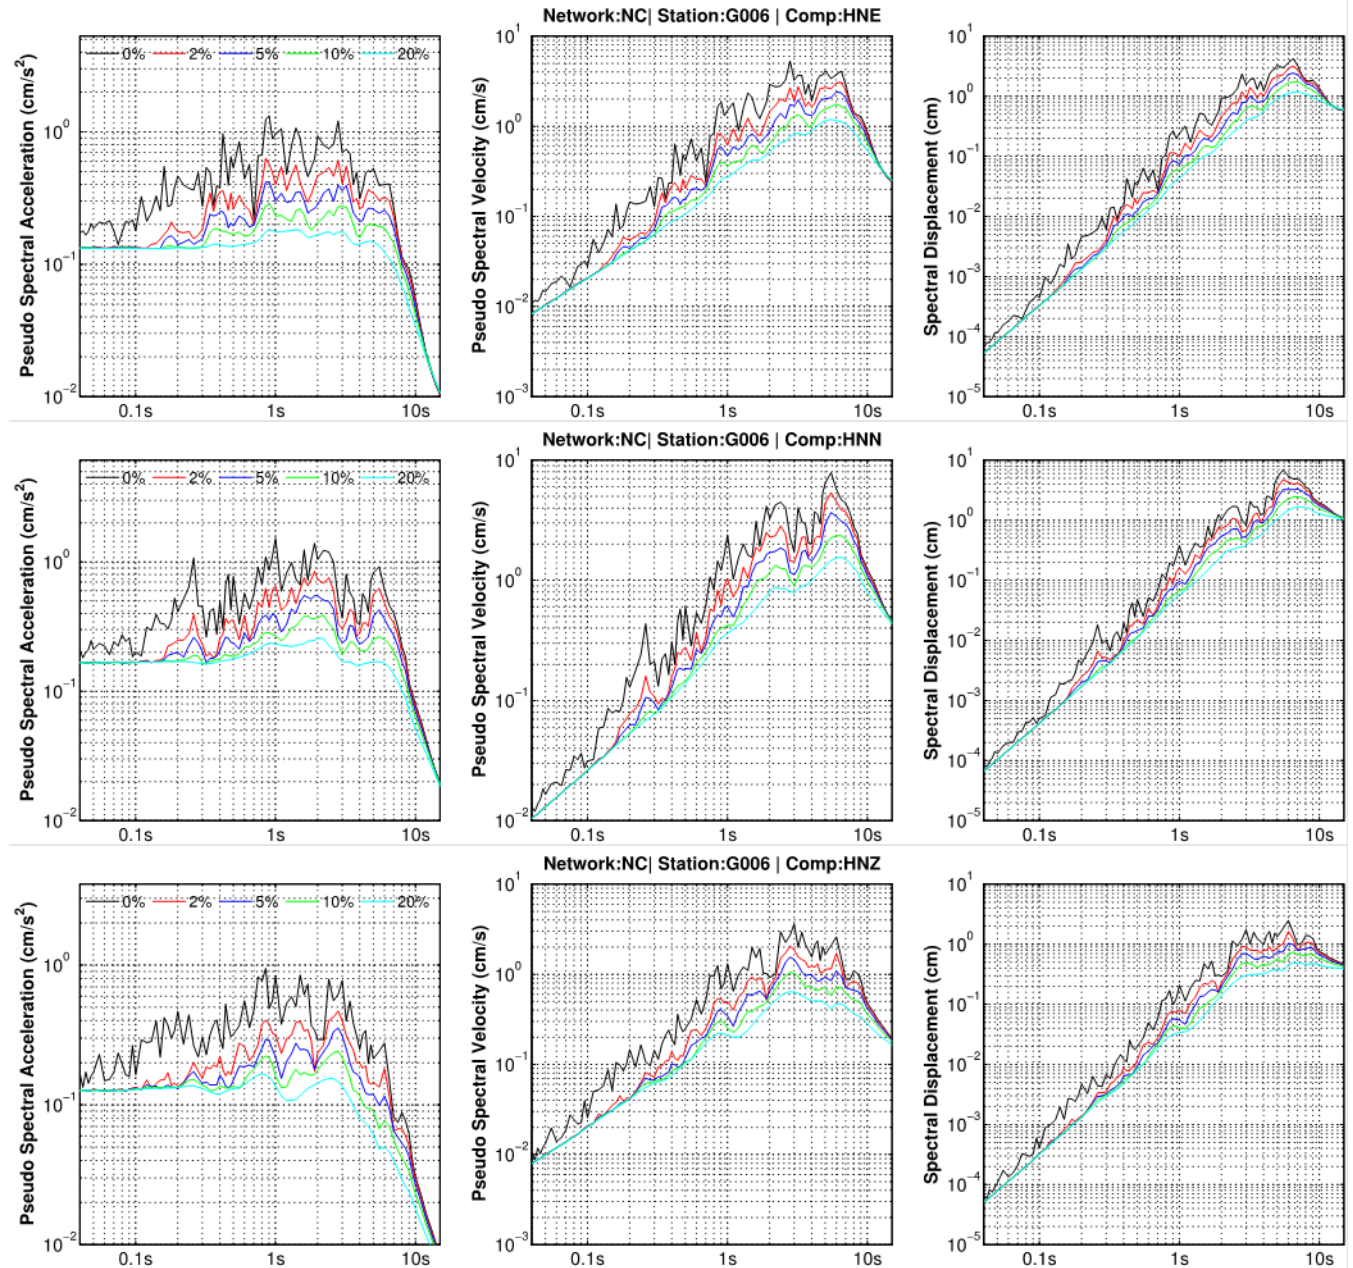 Network:NC| Station:G006 | Comp:HNE
Pseudo Spectral Acceleration (cm/s²)
0% 2% 5% 10% 20%
10⁰
10⁻¹
10⁻²
0.1s 1s 10s
Pseudo Spectral Velocity (cm/s)
10¹
10⁰
10⁻¹
10⁻²
10⁻³
0.1s 1s 10s
Spectral Displacement (cm)
10¹
10⁰
10⁻¹
10⁻²
10⁻³
10⁻⁴
10⁻⁵
0.1s 1s 10s
Network:NC| Station:G006 | Comp:HNN
Pseudo Spectral Acceleration (cm/s²)
0% 2% 5% 10% 20%
10⁰
10⁻¹
10⁻²
0.1s 1s 10s
Pseudo Spectral Velocity (cm/s)
10¹
10⁰
10⁻¹
10⁻²
0.1s 1s 10s
Spectral Displacement (cm)
10¹
10⁰
10⁻¹
10⁻²
10⁻³
10⁻⁴
10⁻⁵
0.1s 1s 10s
Network:NC| Station:G006 | Comp:HNZ
Pseudo Spectral Acceleration (cm/s²)
0% 2% 5% 10% 20%
10⁰
10⁻¹
10⁻²
0.1s 1s 10s
Pseudo Spectral Velocity (cm/s)
10¹
10⁰
10⁻¹
10⁻²
10⁻³
0.1s 1s 10s
Spectral Displacement (cm)
10¹
10⁰
10⁻¹
10⁻²
10⁻³
10⁻⁴
10⁻⁵
0.1s 1s 10s